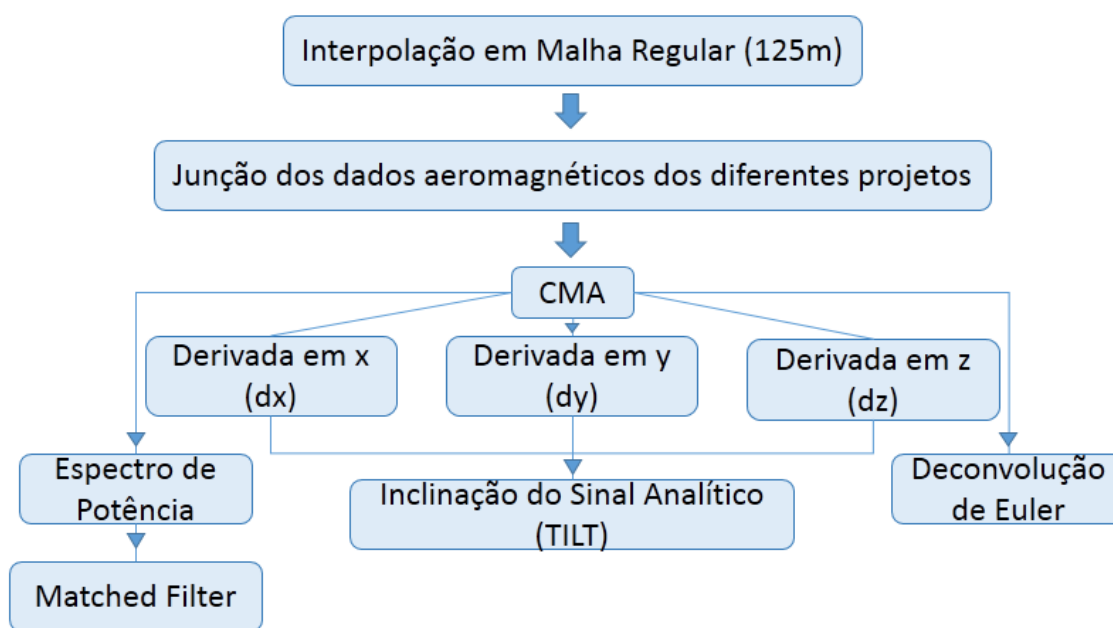 Interpolação em Malha Regular (125m)
Junção dos dados aeromagnéticos dos diferentes projetos
CMA
Derivada em x
(dx)
Derivada em y
(dy)
Derivada em z
(dz)
Espectro de
Potência
Inclinação do Sinal Analítico
(TILT)
Deconvolução
de Euler
Matched Filter